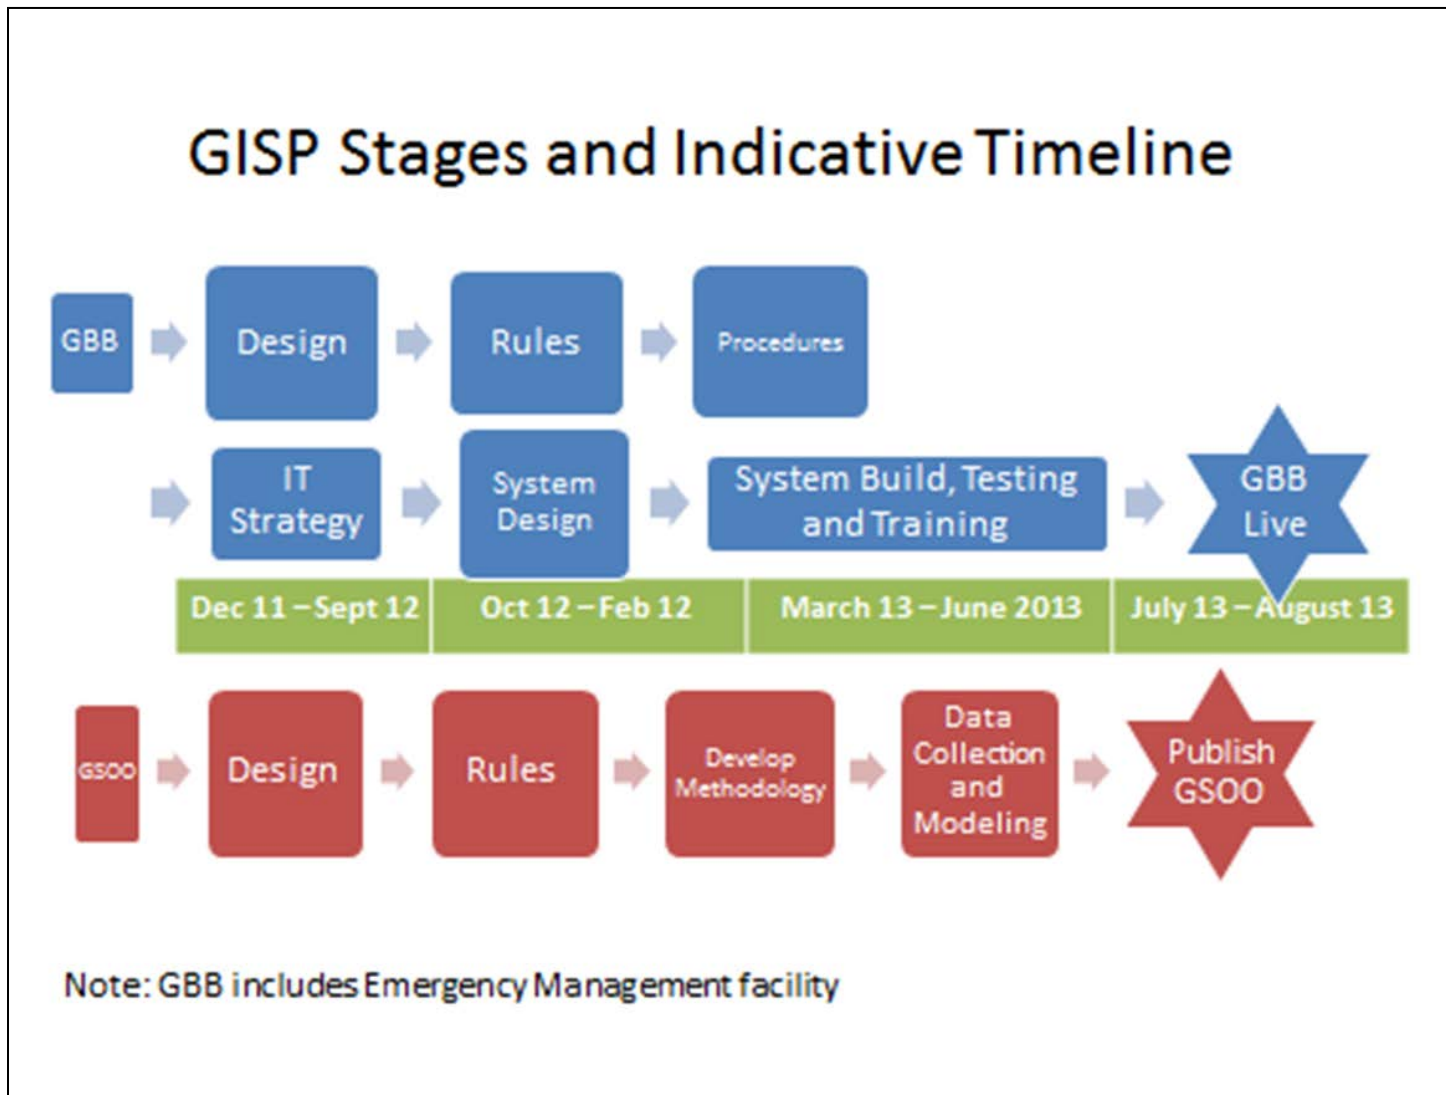 GISP Stages and Indicative Timeline
GBB
Design
Rules
Procedures
IT
Strategy
System
Design
System Build, Testing
and Training
GBB
Live
Dec 11 – Sept 12
Oct 12 – Feb 12
March 13 – June 2013
July 13 – August 13
GSOO
Design
Rules
Develop
Methodology
Data
Collection
and
Modeling
Publish
GSOO
Note: GBB includes Emergency Management facility